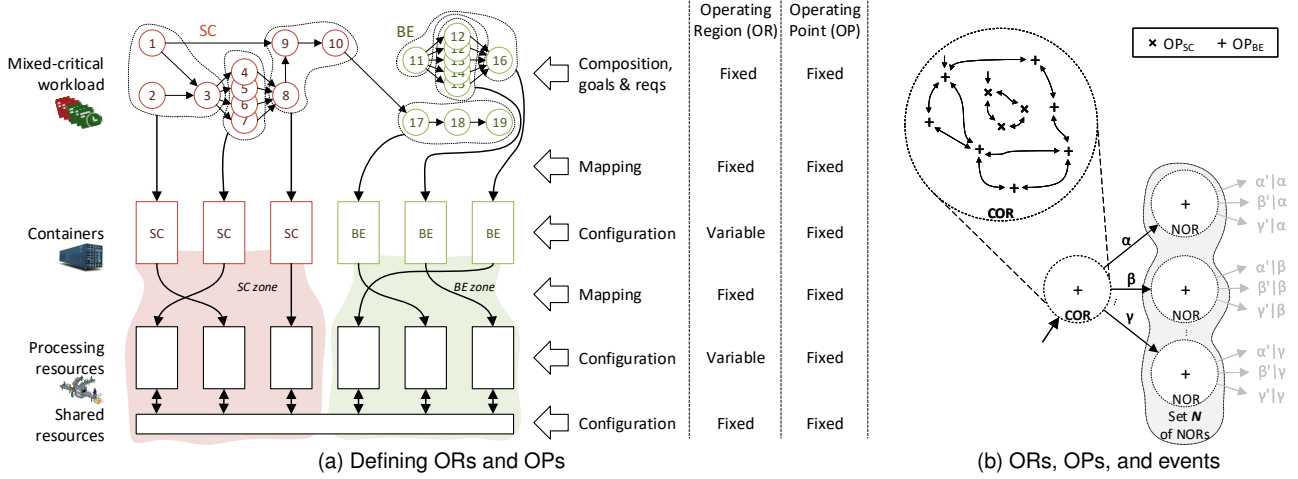 SC
BE
1
2
3
4
5
6
7
8
9
10
11
12
13
14
15
16
17
18
19
Mixed-critical
workload
Composition,
goals & reqs
Operating
Region (OR)
Operating
Point (OP)
Fixed
Fixed
Mapping
Fixed
Fixed
Containers
SC
SC
SC
BE
BE
BE
Configuration
Variable
Fixed
SC zone
BE zone
Mapping
Fixed
Fixed
Processing
resources
Configuration
Variable
Fixed
Shared
resources
Configuration
Fixed
Fixed
(a) Defining ORs and OPs
OPSC
OPBE
COR
COR
α
β
γ
NOR
α'|α
β'|α
γ'|α
NOR
α'|β
β'|β
γ'|β
NOR
α'|γ
β'|γ
γ'|γ
Set N
of NORs
(b) ORs, OPs, and events